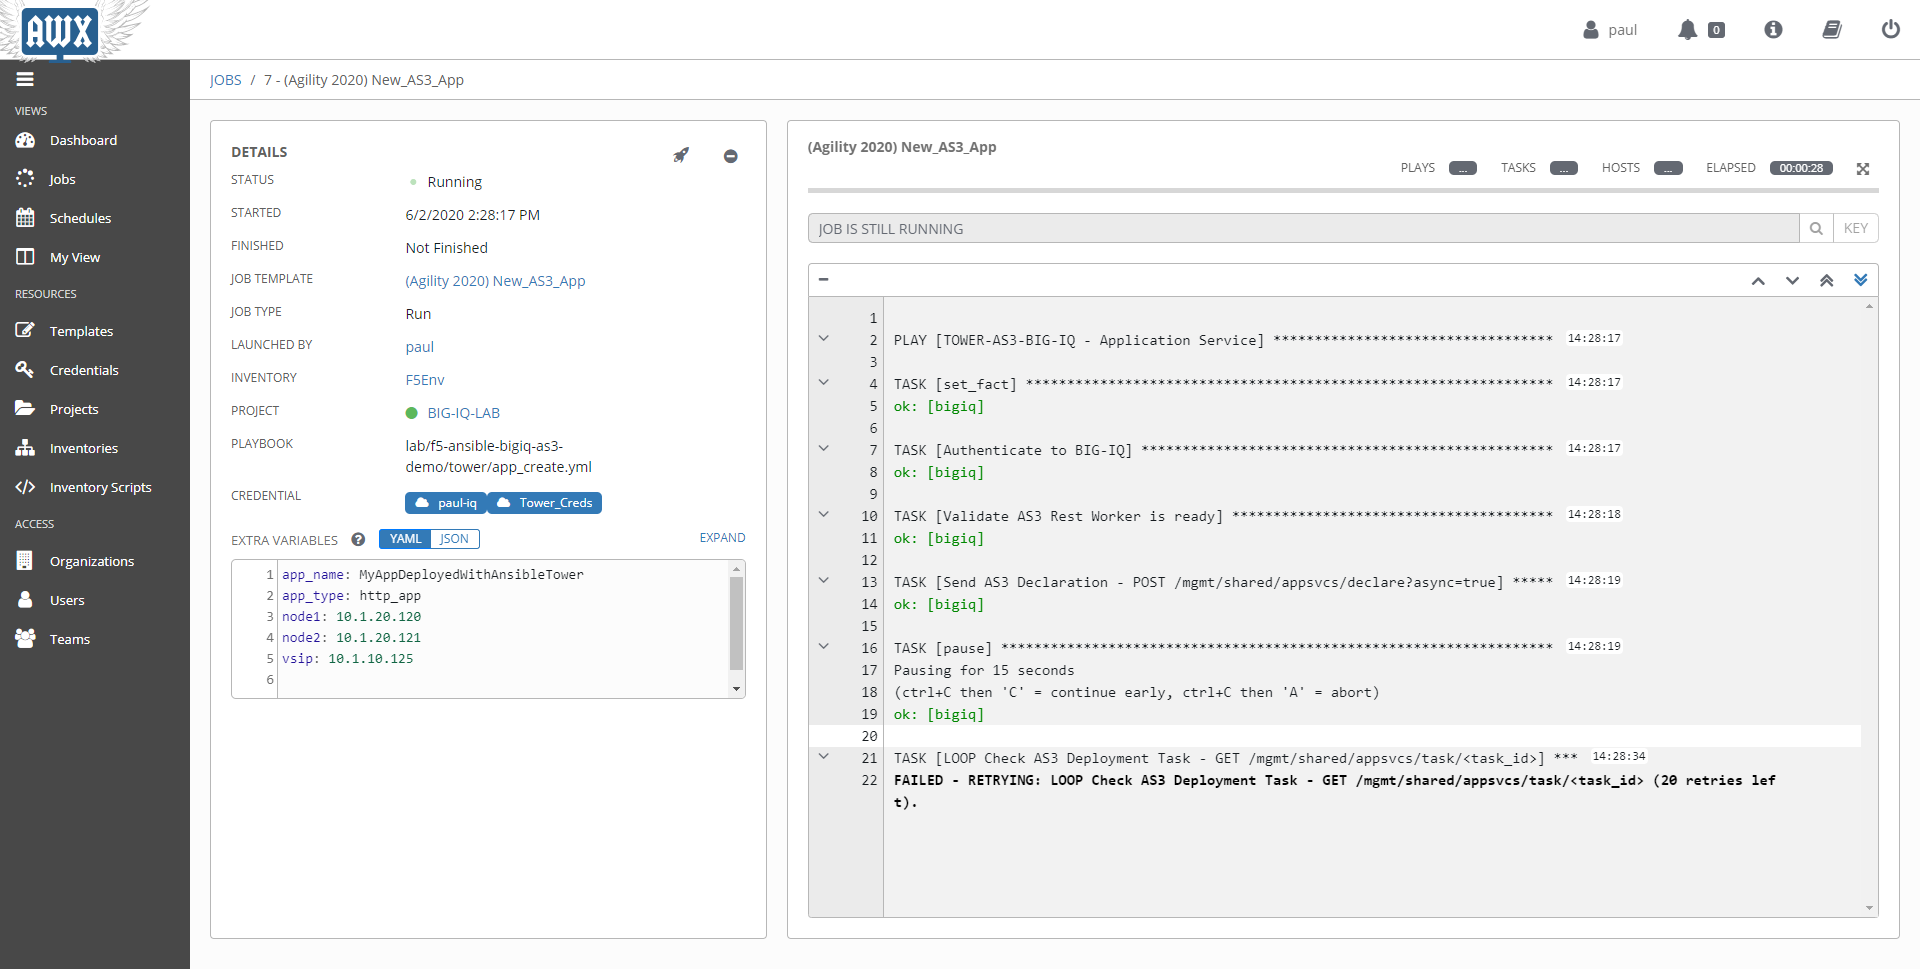 AWX
paul
0
VIEWS
Dashboard
Jobs
Schedules
My View
RESOURCES
Templates
Credentials
Projects
Inventories
Inventory Scripts
ACCESS
Organizations
Users
Teams
JOBS / 7 - (Agility 2020) New_AS3_App
DETAILS
STATUS Running
STARTED 6/2/2020 2:28:17 PM
FINISHED Not Finished
JOB TEMPLATE (Agility 2020) New_AS3_App
JOB TYPE Run
LAUNCHED BY paul
INVENTORY F5Env
PROJECT BIG-IQ-LAB
PLAYBOOK lab/f5-ansible-bigiq-as3-
demo/tower/app_create.yml
CREDENTIAL paul-iq Tower_Creds
EXTRA VARIABLES ? YAML JSON EXPAND
1 app_name: MyAppDeployedWithAnsibleTower
2 app_type: http_app
3 node1: 10.1.20.120
4 node2: 10.1.20.121
5 vsip: 10.1.10.125
6
(Agility 2020) New_AS3_App
PLAYS ... TASKS ... HOSTS ... ELAPSED 00:00:28
JOB IS STILL RUNNING KEY
1
2 PLAY [TOWER-AS3-BIG-IQ - Application Service] ********************************** 14:28:17
3
4 TASK [set_fact] **************************************************************** 14:28:17
5 ok: [bigiq]
6
7 TASK [Authenticate to BIG-IQ] ************************************************** 14:28:17
8 ok: [bigiq]
9
10 TASK [Validate AS3 Rest Worker is ready] *************************************** 14:28:18
11 ok: [bigiq]
12
13 TASK [Send AS3 Declaration - POST /mgmt/shared/appsvcs/declare?async=true] ***** 14:28:19
14 ok: [bigiq]
15
16 TASK [pause] ******************************************************************* 14:28:19
17 Pausing for 15 seconds
18 (ctrl+C then 'C' = continue early, ctrl+C then 'A' = abort)
19 ok: [bigiq]
20
21 TASK [LOOP Check AS3 Deployment Task - GET /mgmt/shared/appsvcs/task/<task_id>] *** 14:28:34
22 FAILED - RETRYING: LOOP Check AS3 Deployment Task - GET /mgmt/shared/appsvcs/task/<task_id> (20 retries lef
t).